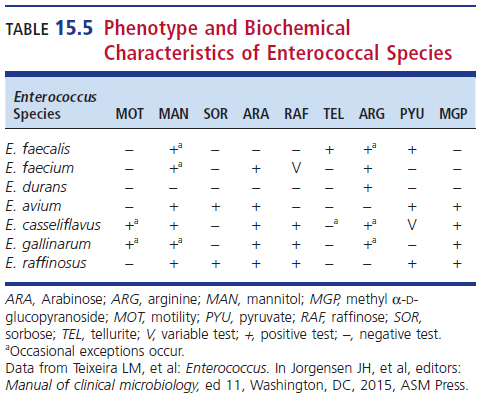 TABLE 15.5 Phenotype and Biochemical
Characteristics of Enterococcal Species
Enterococcus
Species MOT MAN SOR ARA RAF TEL ARG PYU MGP
E. faecalis – +ᵃ – – – + +ᵃ + –
E. faecium – +ᵃ – + V – + – –
E. durans – – – – – – + – –
E. avium – + + + – – – + +
E. casseliflavus +ᵃ + – + + –ᵃ +ᵃ V +
E. gallinarum +ᵃ +ᵃ – + + – +ᵃ – +
E. raffinosus – + + + + – – + +
ARA, Arabinose; ARG, arginine; MAN, mannitol; MGP, methyl α-D-
glucopyranoside; MOT, motility; PYU, pyruvate; RAF, raffinose; SOR,
sorbose; TEL, tellurite; V, variable test; +, positive test; –, negative test.
ᵃOccasional exceptions occur.
Data from Teixeira LM, et al: Enterococcus. In Jorgensen JH, et al, editors:
Manual of clinical microbiology, ed 11, Washington, DC, 2015, ASM Press.